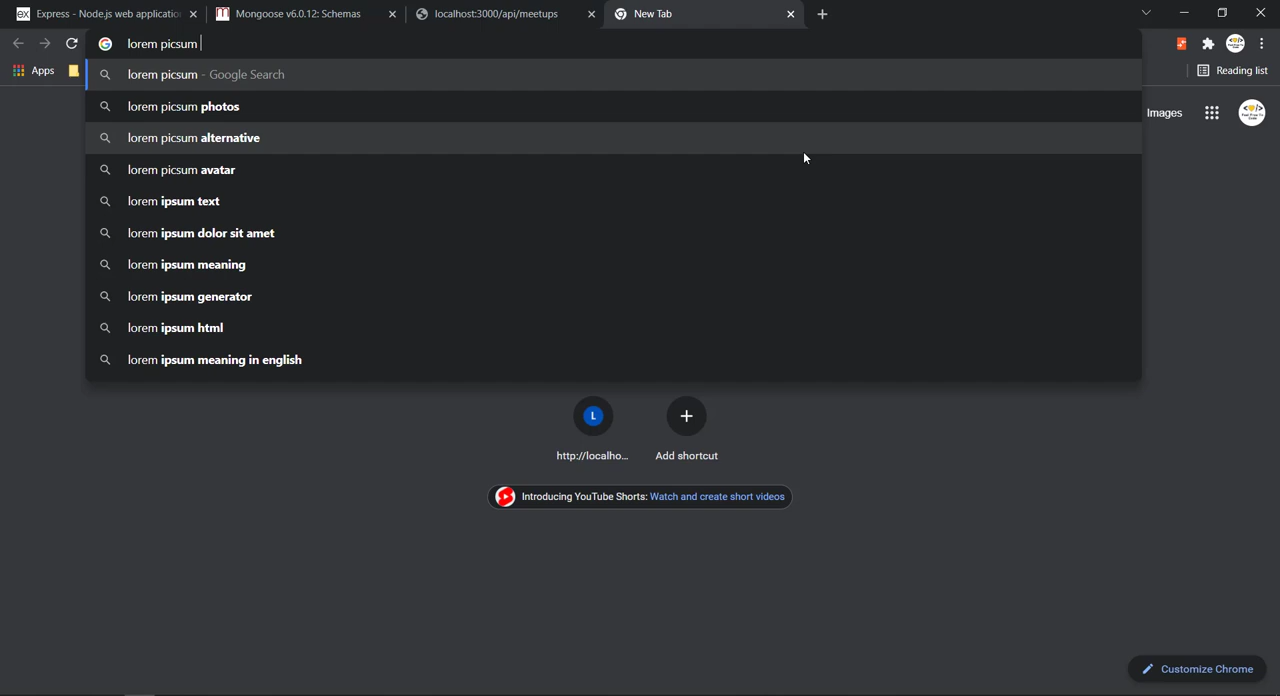 ex Express - Node.js web application
M Mongoose v6.0.12: Schemas
localhost:3000/api/meetups
New Tab
lorem picsum
Apps
Reading list
lorem picsum - Google Search
lorem picsum photos
Images
lorem picsum alternative
lorem picsum avatar
lorem ipsum text
lorem ipsum dolor sit amet
lorem ipsum meaning
lorem ipsum generator
lorem ipsum html
lorem ipsum meaning in english
L
http://localho...
Add shortcut
Introducing YouTube Shorts: Watch and create short videos
Customize Chrome